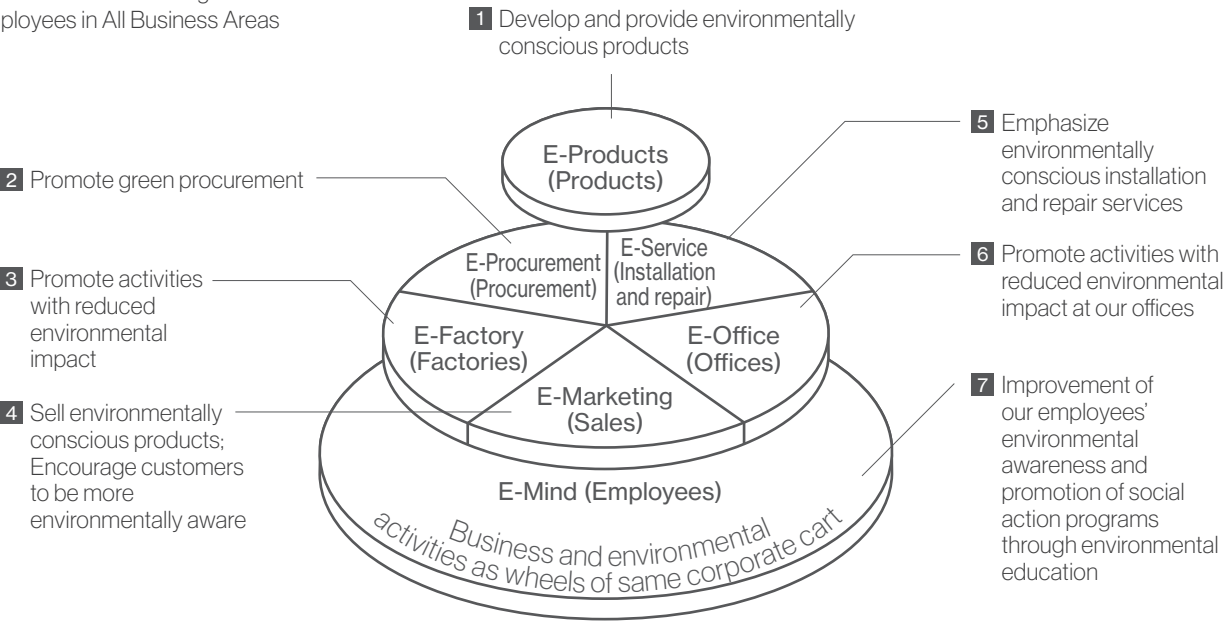 ployees in All Business Areas
1 Develop and provide environmentally
conscious products
E-Products
(Products)
2 Promote green procurement
3 Promote activities
with reduced
environmental
impact
4 Sell environmentally
conscious products;
Encourage customers
to be more
environmentally aware
E-Procurement
(Procurement)
E-Service
(Installation
and repair)
E-Factory
(Factories)
E-Office
(Offices)
E-Marketing
(Sales)
E-Mind (Employees)
Business and environmental
activities as wheels of same corporate cart
5 Emphasize
environmentally
conscious installation
and repair services
6 Promote activities with
reduced environmental
impact at our offices
7 Improvement of
our employees’
environmental
awareness and
promotion of social
action programs
through environmental
education